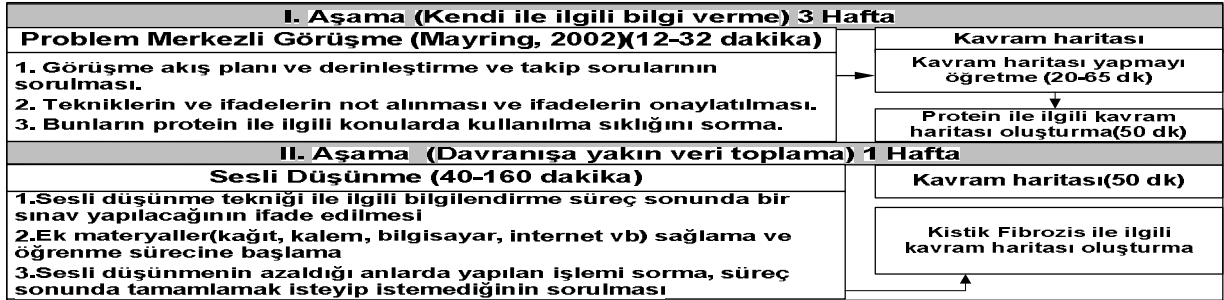 I. Aşama (Kendi ile ilgili bilgi verme) 3 Hafta
Problem Merkezli Görüşme (Mayring, 2002)(12-32 dakika)
1. Görüşme akış planı ve derinleştirme ve takip sorularının
sorulması.
2. Tekniklerin ve ifadelerin not alınması ve ifadelerin onaylatılması.
3. Bunların protein ile ilgili konularda kullanılma sıklığını sorma.
Kavram haritası
Kavram haritası yapmayı
öğretme (20-65 dk)
Protein ile ilgili kavram
haritası oluşturma(50 dk)
II. Aşama (Davranışa yakın veri toplama) 1 Hafta
Sesli Düşünme (40-160 dakika)
1.Sesli düşünme tekniği ile ilgili bilgilendirme süreç sonunda bir
sınav yapılacağının ifade edilmesi
2.Ek materyaller(kağıt, kalem, bilgisayar, internet vb) sağlama ve
öğrenme sürecine başlama
3.Sesli düşünmenin azaldığı anlarda yapılan işlemi sorma, süreç
sonunda tamamlamak isteyip istemediğinin sorulması
Kavram haritası(50 dk)
Kistik Fibrozis ile ilgili
kavram haritası oluşturma